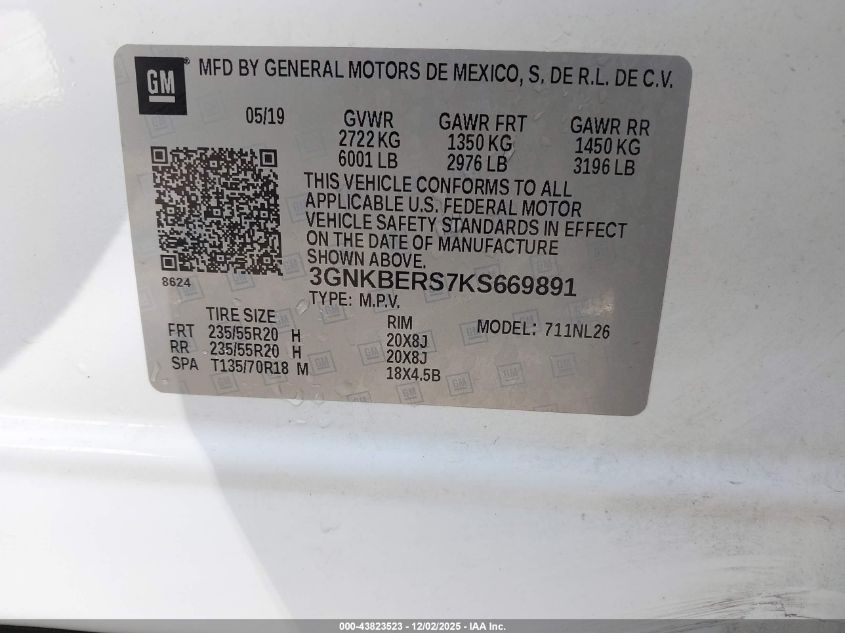 GM® MFD BY GENERAL MOTORS DE MEXICO, S. DE R.L. DE C.V.
05/19 GVWR GAWR FRT GAWR RR
2722 KG 1350 KG 1450 KG
6001 LB 2976 LB 3196 LB
THIS VEHICLE CONFORMS TO ALL
APPLICABLE U.S. FEDERAL MOTOR
VEHICLE SAFETY STANDARDS IN EFFECT
ON THE DATE OF MANUFACTURE
SHOWN ABOVE.
8624
3GNKBERS7KS669891
TYPE: M.P.V.
TIRE SIZE RIM MODEL: 711NL26
FRT 235/55R20 H 20X8J
RR 235/55R20 H 20X8J
SPA T135/70R18 M 18X4.5B
000-43823523 - 12/02/2025 - IAA Inc.